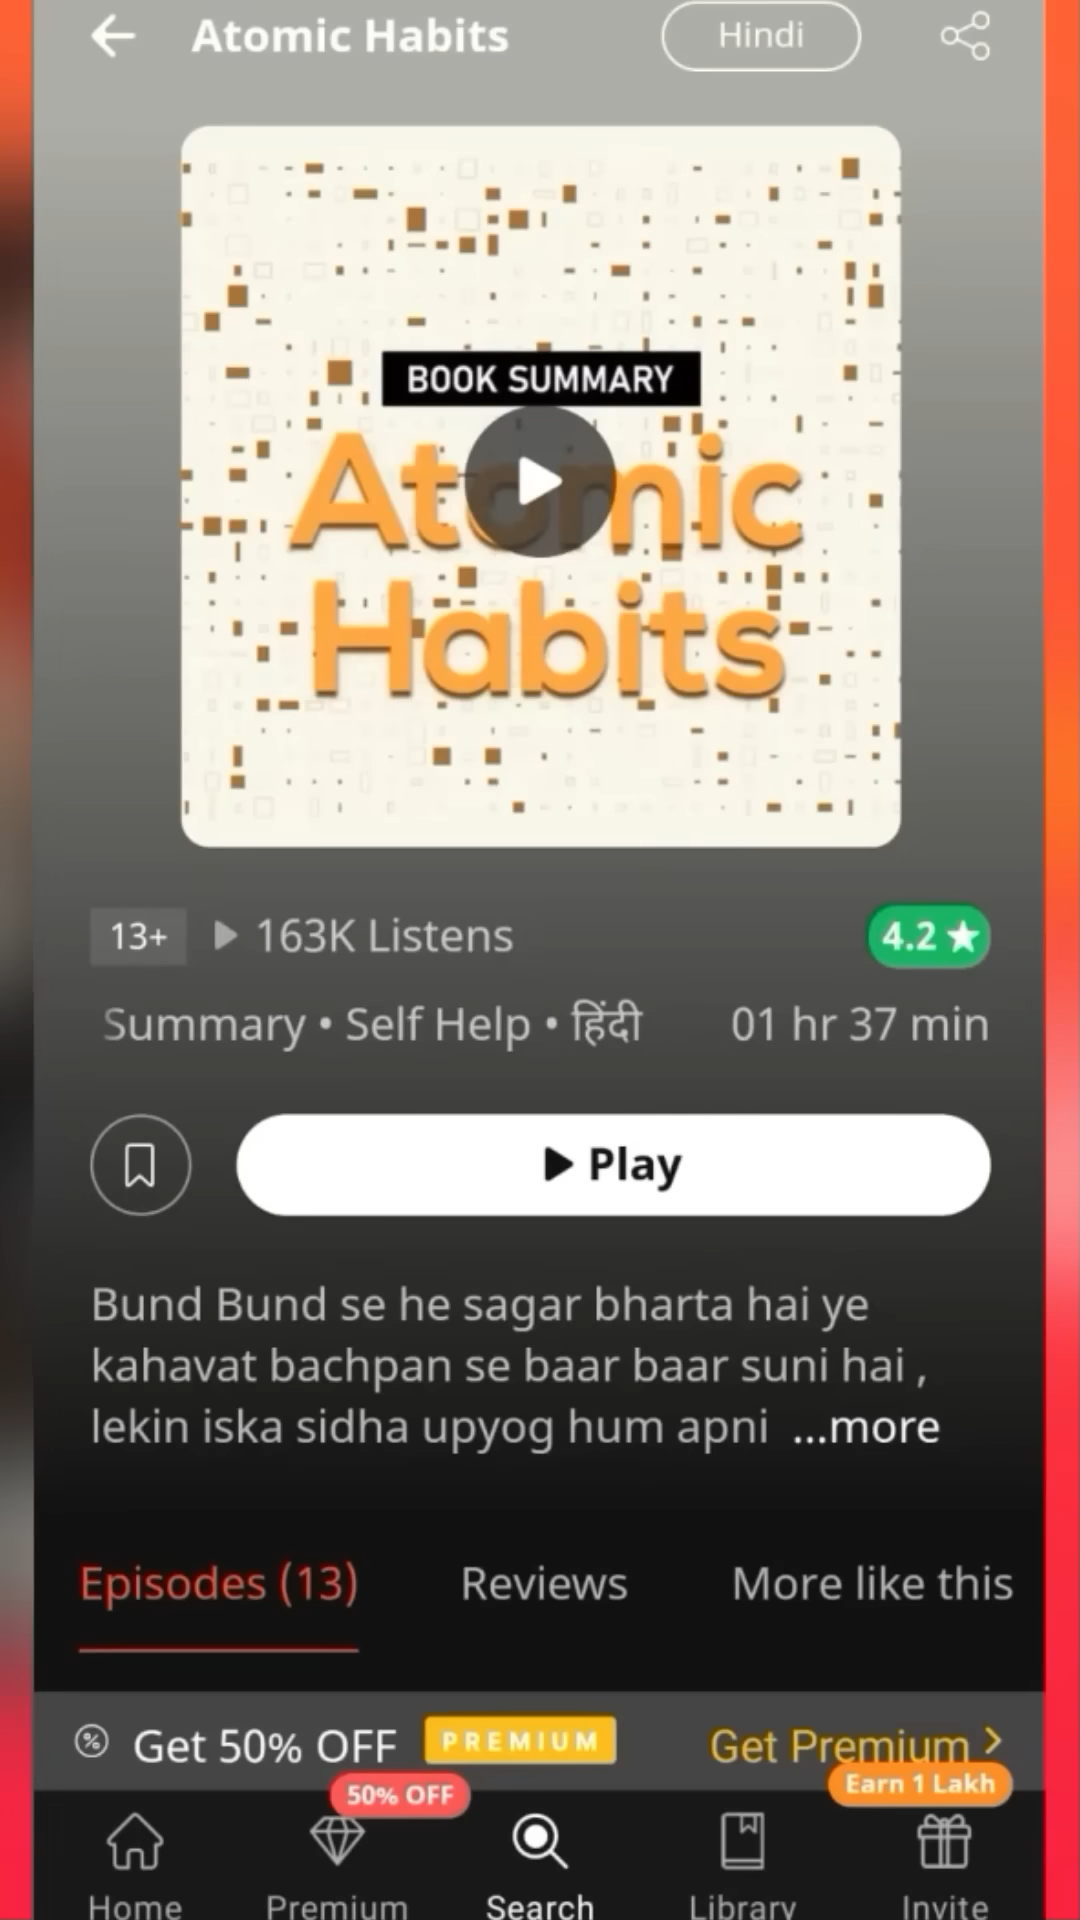 Atomic Habits
Hindi
BOOK SUMMARY
Atomic
Habits
13+
163K Listens
4.2
Summary • Self Help • हिंदी
01 hr 37 min
Play
Bund Bund se he sagar bharta hai ye
kahavat bachpan se baar baar suni hai ,
lekin iska sidha upyog hum apni ...more
Episodes (13)
Reviews
More like this
Get 50% OFF
PREMIUM
Get Premium >
50% OFF
Earn 1 Lakh
Home
Premium
Search
Library
Invite